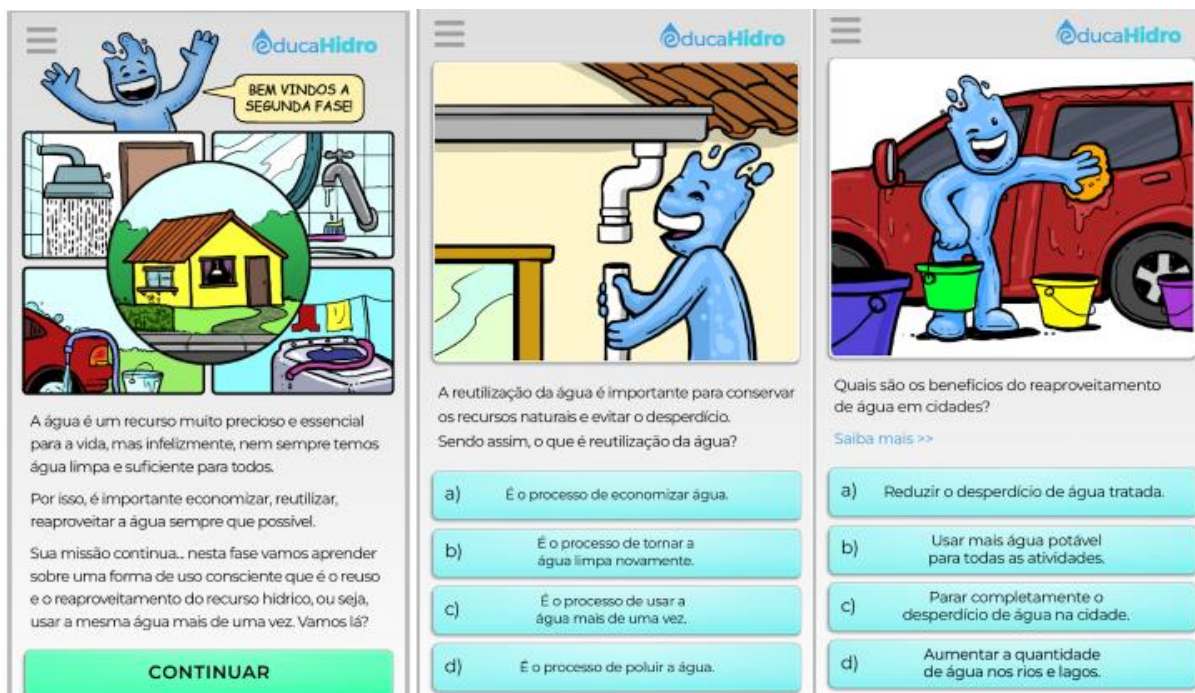 educaHidro
BEM VINDOS A
SEGUNDA FASE!
A água é um recurso muito precioso e essencial
para a vida, mas infelizmente, nem sempre temos
água limpa e suficiente para todos.
Por isso, é importante economizar, reutilizar,
reaproveitar a água sempre que possível.
Sua missão continua... nesta fase vamos aprender
sobre uma forma de uso consciente que é o reuso
e o reaproveitamento do recurso hídrico, ou seja,
usar a mesma água mais de uma vez. Vamos lá?
CONTINUAR
educaHidro
A reutilização da água é importante para conservar
os recursos naturais e evitar o desperdício.
Sendo assim, o que é reutilização da água?
a) É o processo de economizar água.
b) É o processo de tornar a
água limpa novamente.
c) É o processo de usar a
água mais de uma vez.
d) É o processo de poluir a água.
educaHidro
Quais são os benefícios do reaproveitamento
de água em cidades?
Saiba mais >>
a) Reduzir o desperdício de água tratada.
b) Usar mais água potável
para todas as atividades.
c) Parar completamente o
desperdício de água na cidade.
d) Aumentar a quantidade
de água nos rios e lagos.